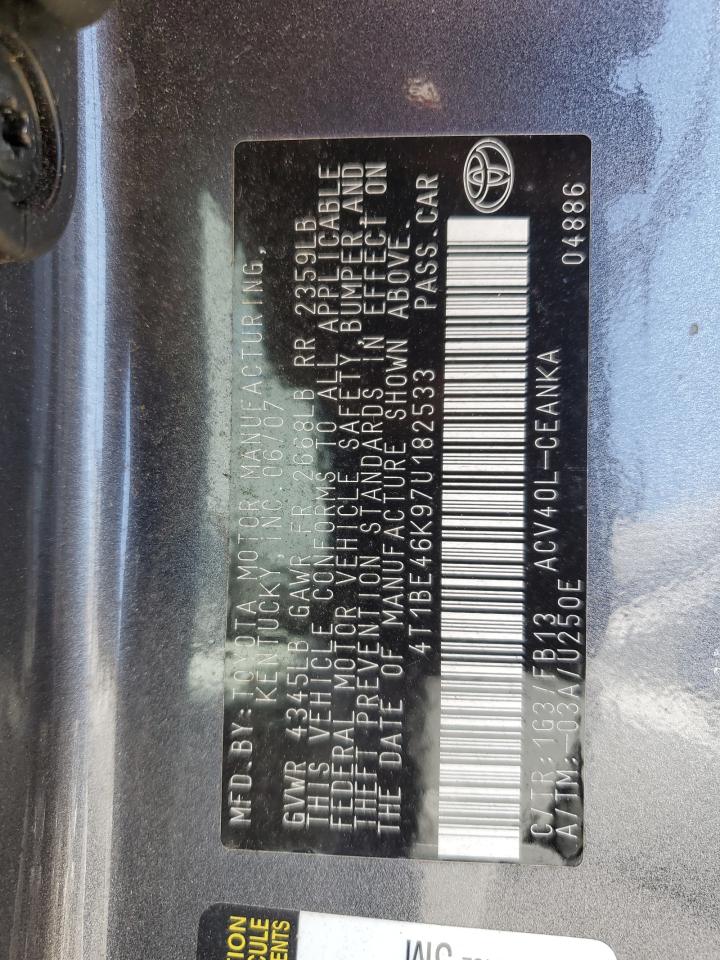 MFD.BY:TOYOTA MOTOR MANUFACTURING,
KENTUCKY,INC.06/07
GVWR 4345LB GAWR FR 2668LB RR 2359LB
THIS VEHICLE CONFORMS TO ALL APPLICABLE
FEDERAL MOTOR VEHICLE SAFETY, BUMPER, AND
THEFT PREVENTION STANDARDS IN EFFECT ON
THE DATE OF MANUFACTURE SHOWN ABOVE.
4T1BE46K97U182533 PASS.CAR
C/TR:1G3/FB13 ACV40L-CEANKA
A/TM:-03A/U250E 04886